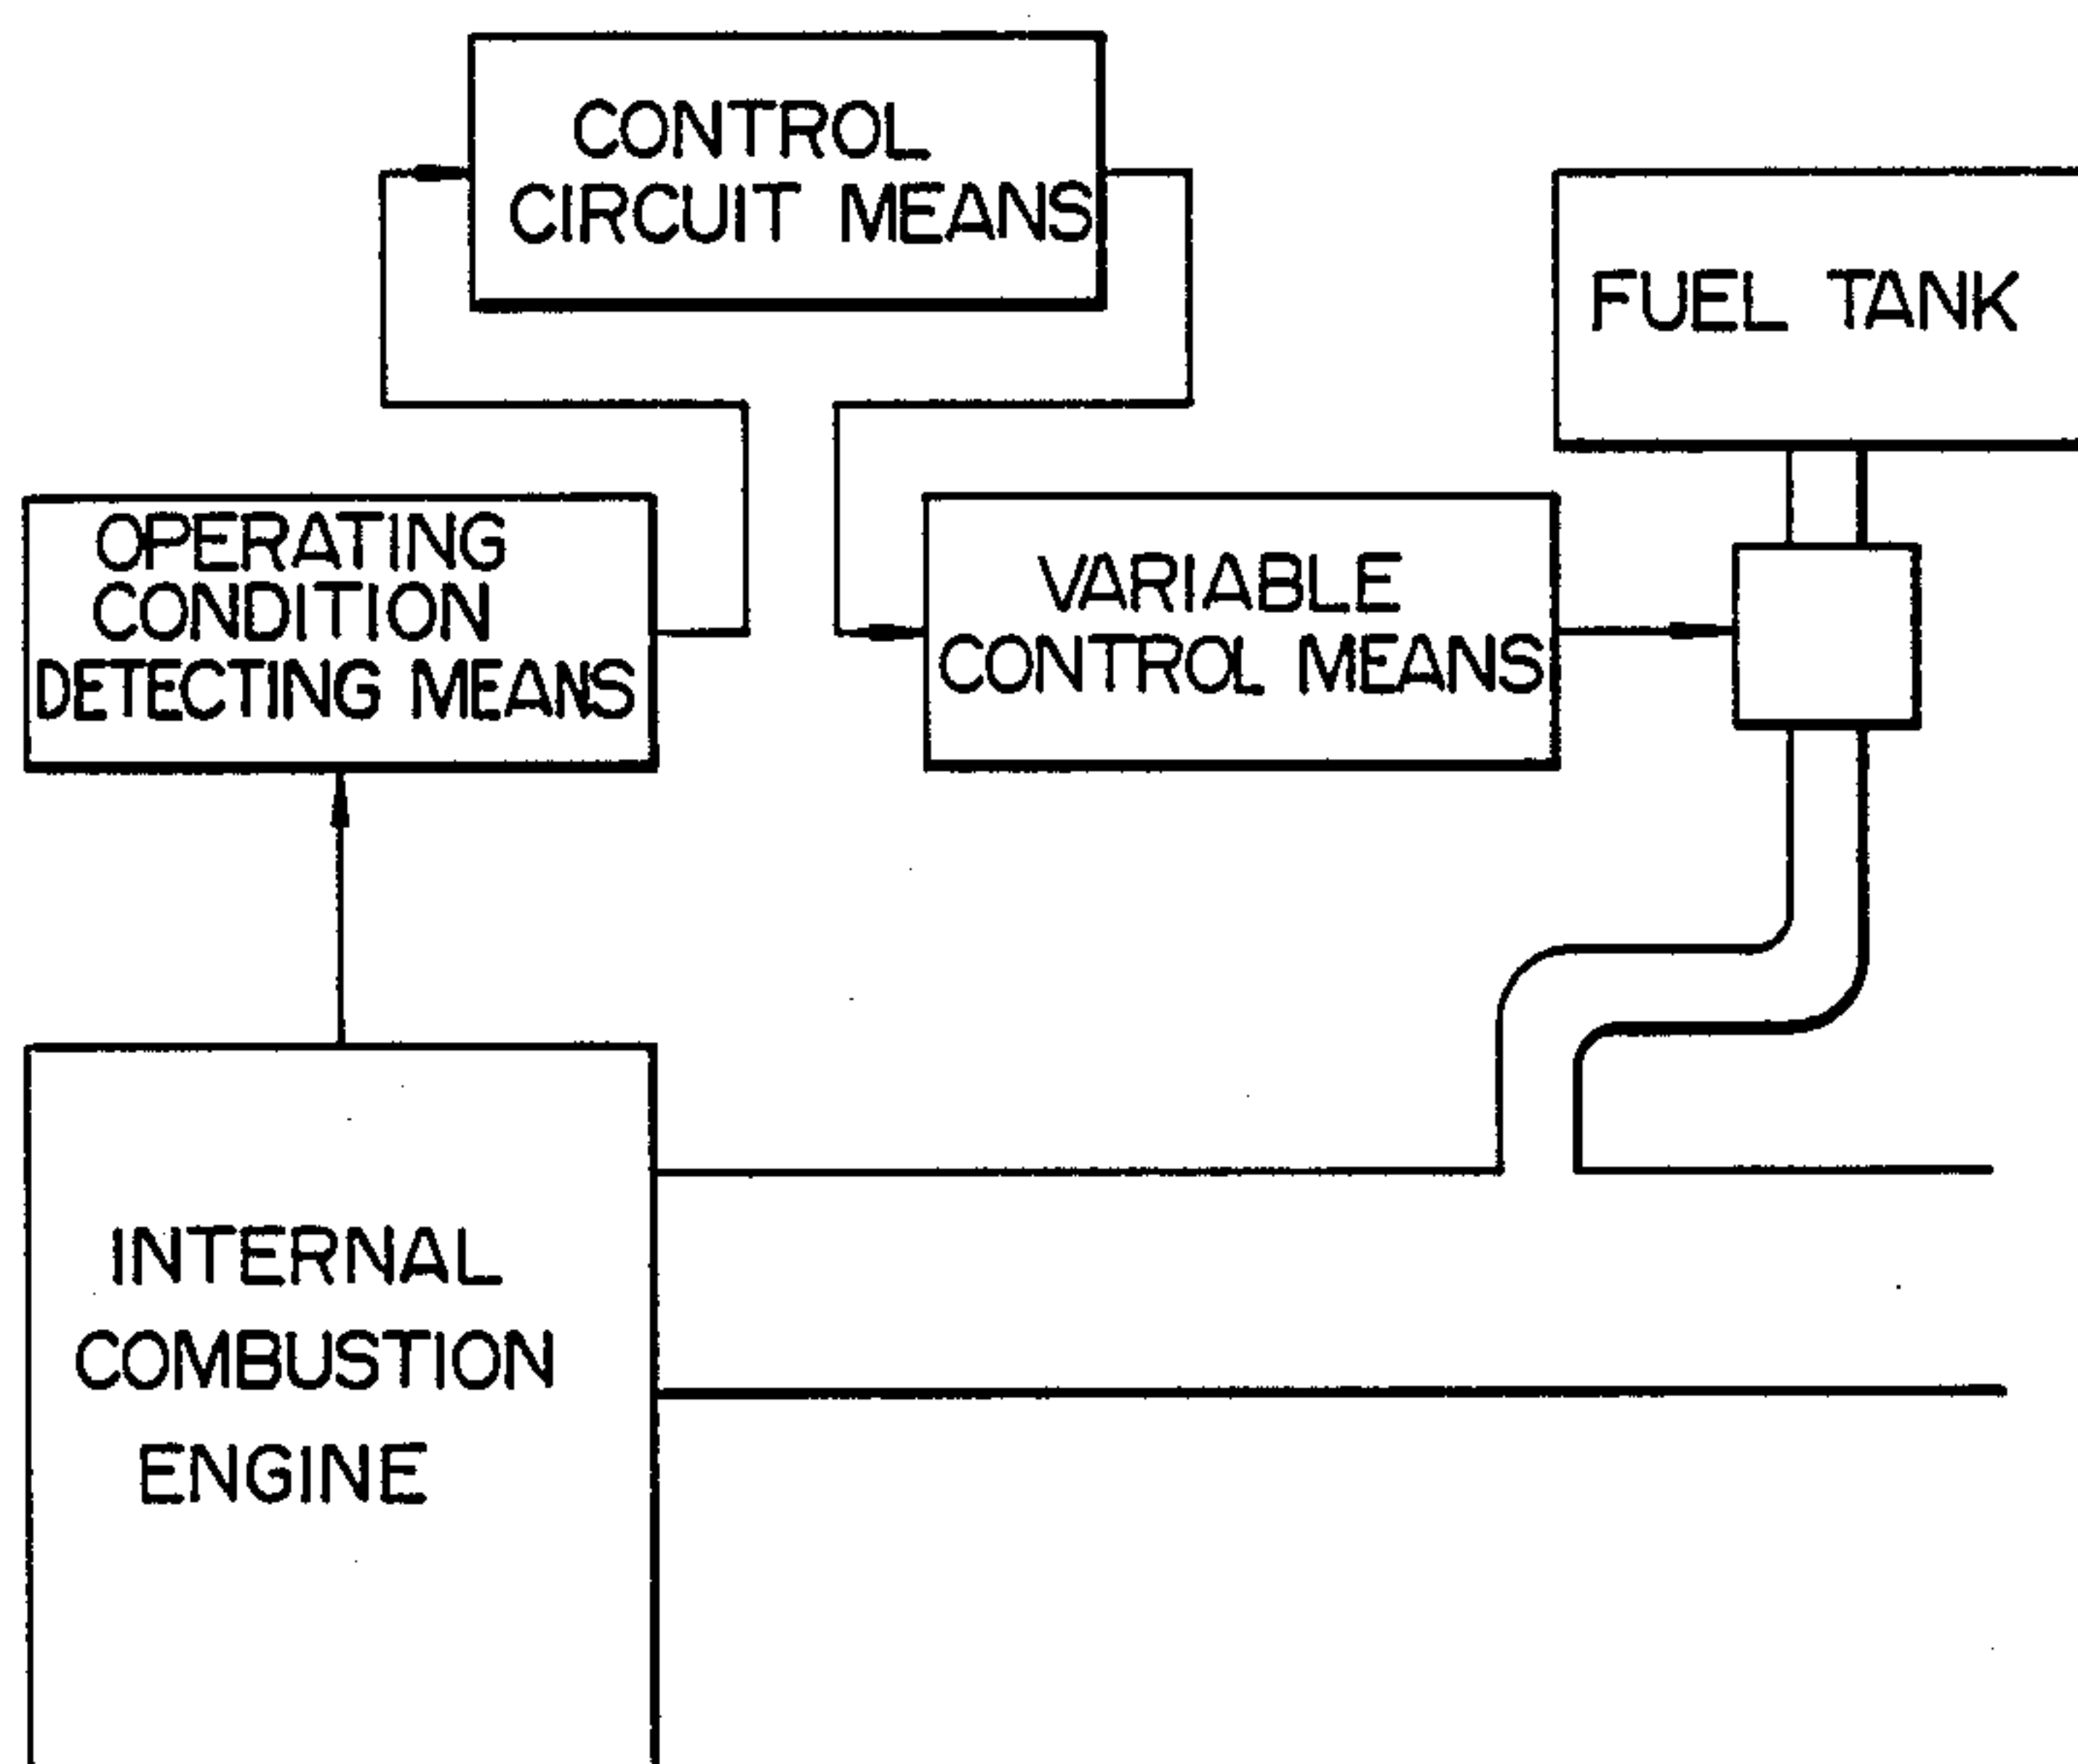 CONTROL
CIRCUIT MEANS
FUEL TANK
OPERATING
CONDITION
DETECTING MEANS
VARIABLE
CONTROL MEANS
INTERNAL
COMBUSTION
ENGINE